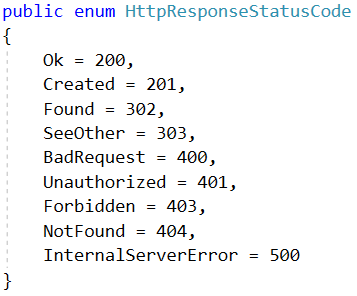 public enum HttpResponseStatusCode
{
    Ok = 200,
    Created = 201,
    Found = 302,
    SeeOther = 303,
    BadRequest = 400,
    Unauthorized = 401,
    Forbidden = 403,
    NotFound = 404,
    InternalServerError = 500
}